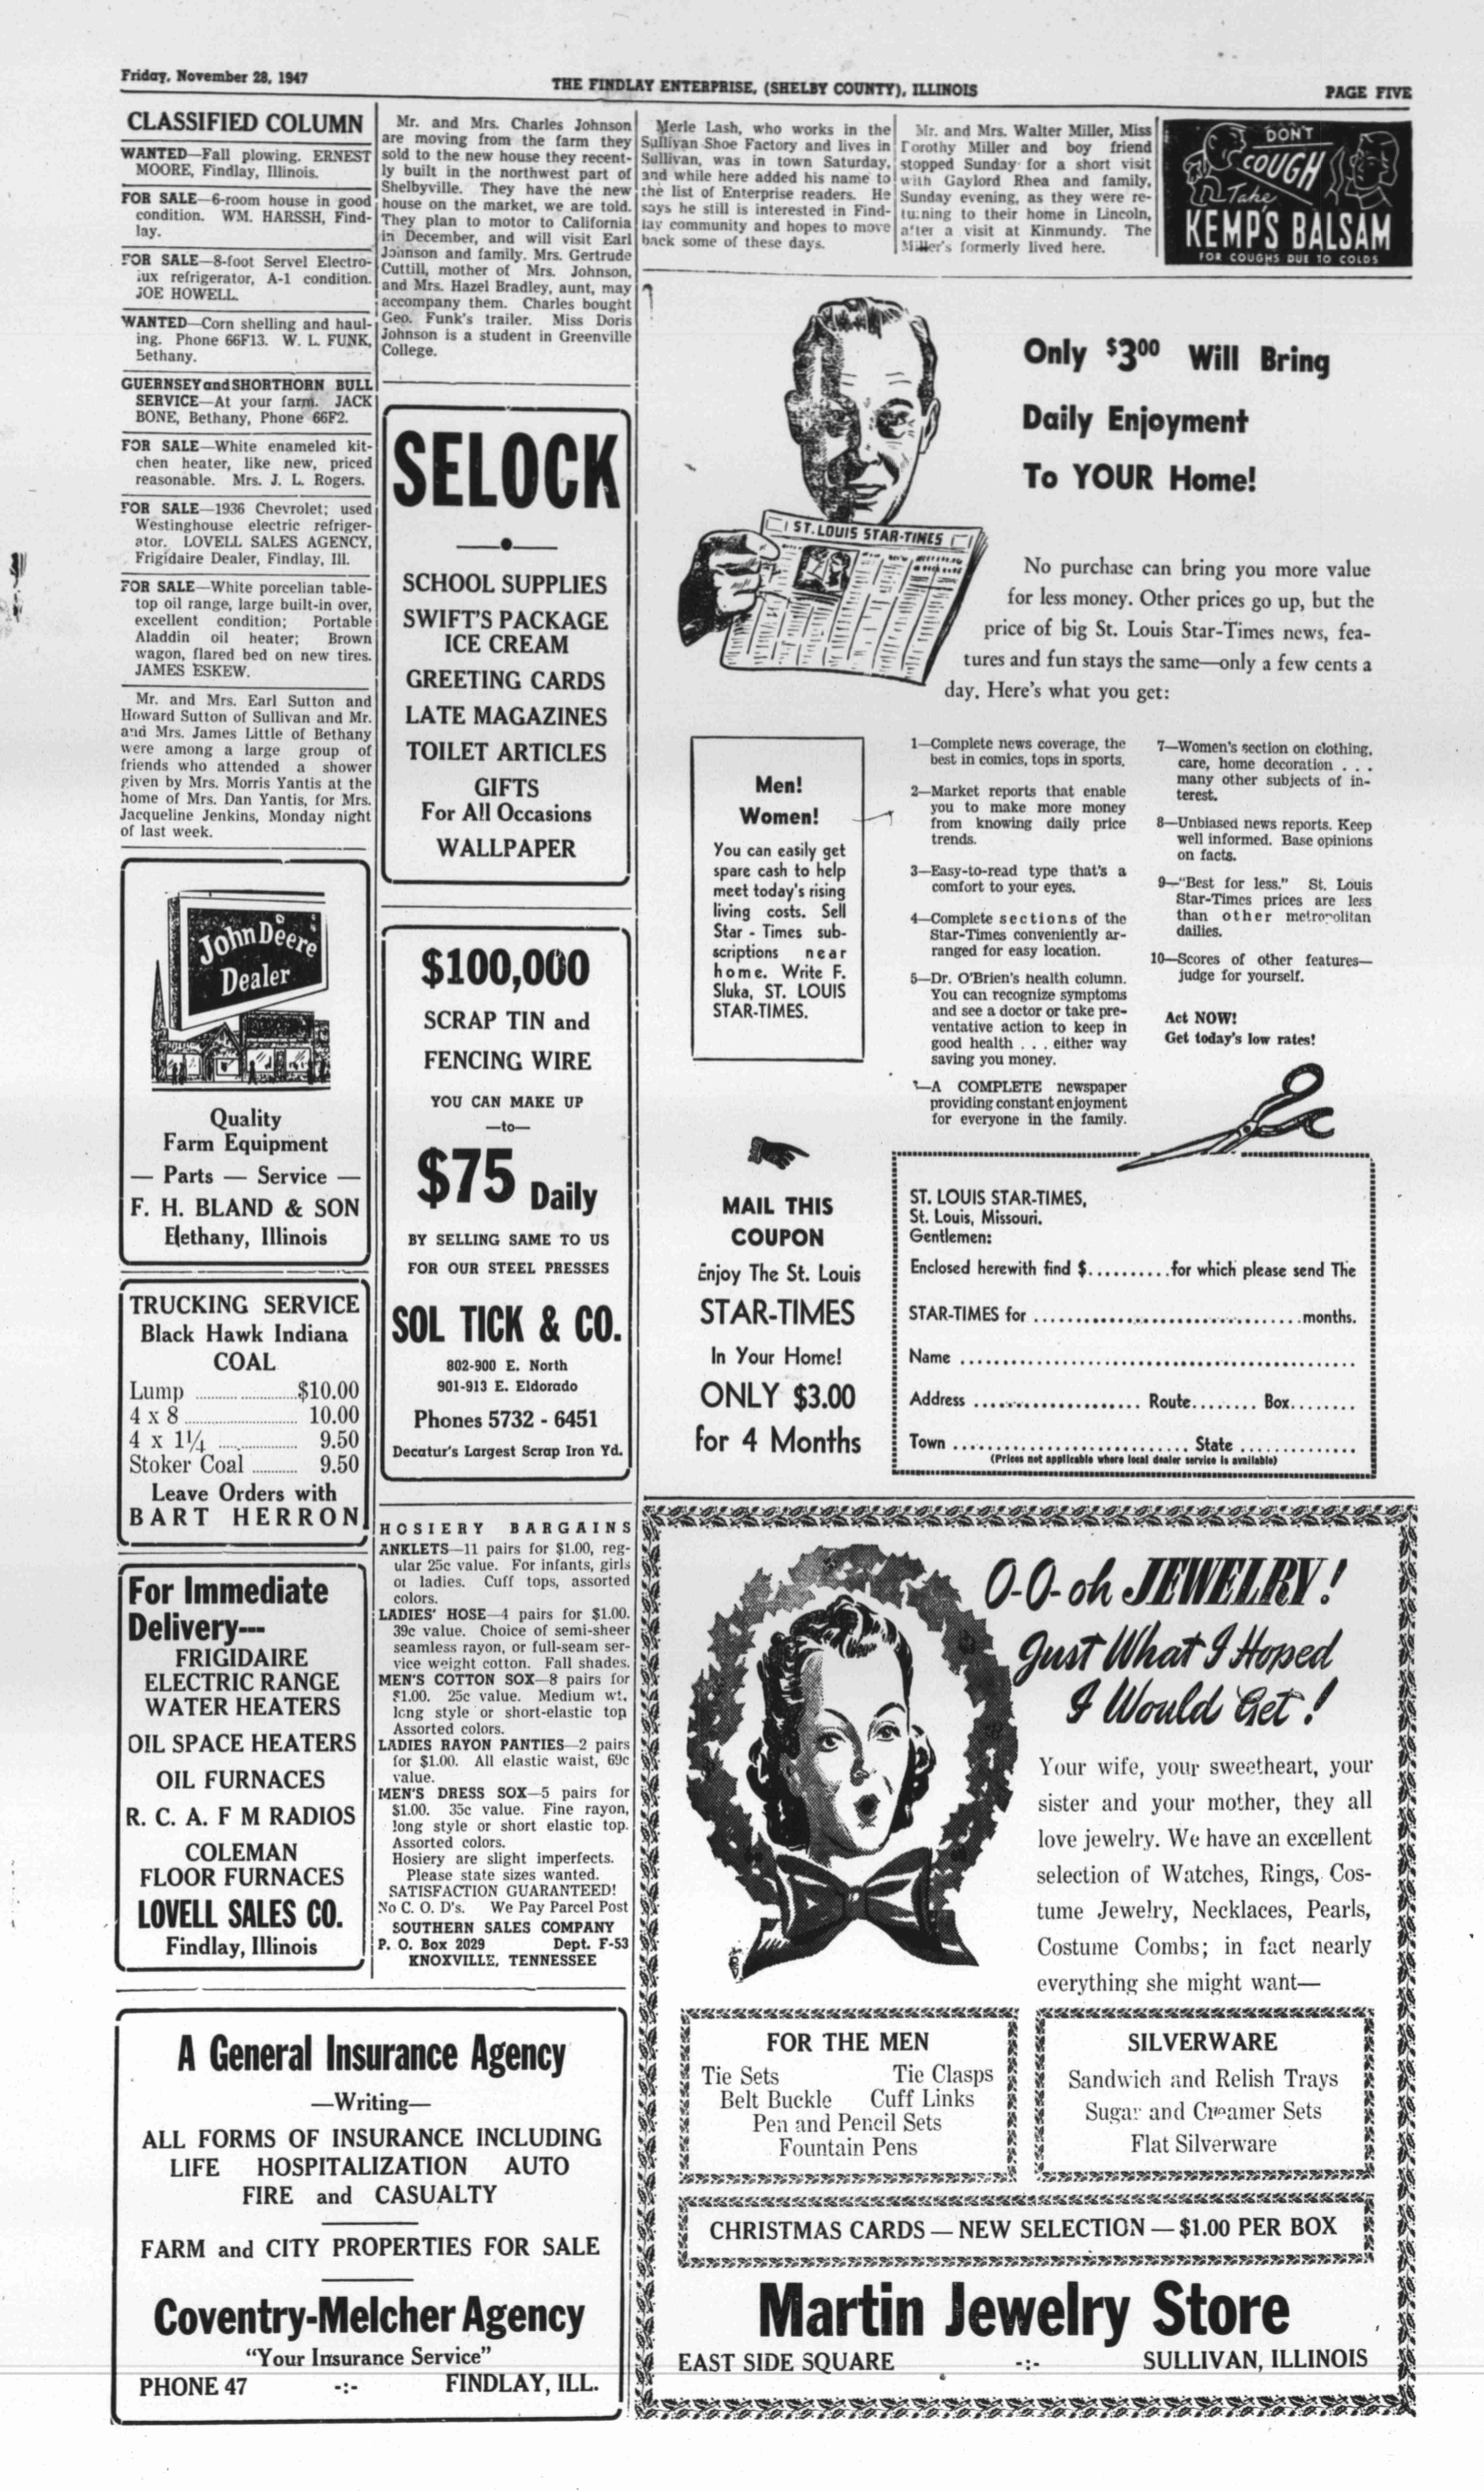 Friday, November 28, 1947
THE FINDLAY ENTERPRISE, (SHELBY COUNTY), ILLINOIS
PAGE FIVE
CLASSIFIED COLUMN
WANTED—Fall plowing. ERNEST
MOORE, Findlay, Illinois.
FOR SALE—6-room house in good
condition. WM. HARSSH, Find-
lay.
FOR SALE—8-foot Servel Electro-
lux refrigerator, A-1 condition.
JOE HOWELL.
WANTED—Corn shelling and haul-
ing. Phone 66F13. W. L. FUNK,
Bethany.
GUERNSEY and SHORTHORN BULL
SERVICE—At your farm. JACK
BONE, Bethany, Phone 66F2.
FOR SALE—White enameled kit-
chen heater, like new, priced
reasonable. Mrs. J. L. Rogers.
FOR SALE—1936 Chevrolet; used
Westinghouse electric refriger-
ator. LOVELL SALES AGENCY,
Frigidaire Dealer, Findlay, Ill.
FOR SALE—White porcelian table-
top oil range, large built-in over,
excellent condition; Portable
Aladdin oil heater; Brown
wagon, flared bed on new tires.
JAMES ESKEW.
Mr. and Mrs. Earl Sutton and
Howard Sutton of Sullivan and Mr.
and Mrs. James Little of Bethany
were among a large group of
friends who attended a shower
given by Mrs. Morris Yantis at the
home of Mrs. Dan Yantis, for Mrs.
Jacqueline Jenkins, Monday night
of last week.
John Deere
Dealer
Quality
Farm Equipment
— Parts — Service —
F. H. BLAND & SON
Bethany, Illinois
TRUCKING SERVICE
Black Hawk Indiana
COAL
Lump ..................$10.00
4 x 8 .................. 10.00
4 x 1¼ .................. 9.50
Stoker Coal ........... 9.50
Leave Orders with
BART HERRON
For Immediate
Delivery---
FRIGIDAIRE
ELECTRIC RANGE
WATER HEATERS
OIL SPACE HEATERS
OIL FURNACES
R. C. A. F M RADIOS
COLEMAN
FLOOR FURNACES
LOVELL SALES CO.
Findlay, Illinois
Mr. and Mrs. Charles Johnson
are moving from the farm they
sold to the new house they recent-
ly built in the northwest part of
Shelbyville. They have the new
house on the market, we are told.
They plan to motor to California
in December, and will visit Earl
Johnson and family. Mrs. Gertrude
Cuttill, mother of Mrs. Johnson,
and Mrs. Hazel Bradley, aunt, may
accompany them. Charles bought
Geo. Funk's trailer. Miss Doris
Johnson is a student in Greenville
College.
SELOCK
SCHOOL SUPPLIES
SWIFT'S PACKAGE
ICE CREAM
GREETING CARDS
LATE MAGAZINES
TOILET ARTICLES
GIFTS
For All Occasions
WALLPAPER
$100,000
SCRAP TIN and
FENCING WIRE
YOU CAN MAKE UP
—to—
$75 Daily
BY SELLING SAME TO US
FOR OUR STEEL PRESSES
SOL TICK & CO.
802-900 E. North
901-913 E. Eldorado
Phones 5732 - 6451
Decatur's Largest Scrap Iron Yd.
HOSIERY BARGAINS
ANKLETS—11 pairs for $1.00, reg-
ular 25c value. For infants, girls
or ladies. Cuff tops, assorted
colors.
LADIES' HOSE—4 pairs for $1.00.
39c value. Choice of semi-sheer
seamless rayon, or full-seam ser-
vice weight cotton. Fall shades.
MEN'S COTTON SOX—8 pairs for
$1.00. 25c value. Medium wt.,
long style or short-elastic top
Assorted colors.
LADIES RAYON PANTIES—2 pairs
for $1.00. All elastic waist, 69c
value.
MEN'S DRESS SOX—5 pairs for
$1.00. 35c value. Fine rayon,
long style or short elastic top.
Assorted colors.
Hosiery are slight imperfects.
Please state sizes wanted.
SATISFACTION GUARANTEED!
No C. O. D's. We Pay Parcel Post
SOUTHERN SALES COMPANY
P. O. Box 2029 Dept. F-53
KNOXVILLE, TENNESSEE
A General Insurance Agency
—Writing—
ALL FORMS OF INSURANCE INCLUDING
LIFE HOSPITALIZATION AUTO
FIRE and CASUALTY
FARM and CITY PROPERTIES FOR SALE
Coventry-Melcher Agency
"Your Insurance Service"
PHONE 47 -:- FINDLAY, ILL.
Merle Lash, who works in the
Sullivan Shoe Factory and lives in
Sullivan, was in town Saturday,
and while here added his name to
the list of Enterprise readers. He
says he still is interested in Find-
lay community and hopes to move
back some of these days.
Mr. and Mrs. Walter Miller, Miss
Dorothy Miller and boy friend
stopped Sunday for a short visit
with Gaylord Rhea and family,
Sunday evening, as they were re-
turning to their home in Lincoln,
after a visit at Kinmundy. The
Miller's formerly lived here.
DON'T
COUGH
Take
KEMP'S BALSAM
FOR COUGHS DUE TO COLDS
Only $3.00 Will Bring
Daily Enjoyment
To YOUR Home!
ST. LOUIS STAR-TIMES
No purchase can bring you more value
for less money. Other prices go up, but the
price of big St. Louis Star-Times news, fea-
tures and fun stays the same—only a few cents a
day. Here's what you get:
Men!
Women!
You can easily get
spare cash to help
meet today's rising
living costs. Sell
Star - Times sub-
scriptions near
home. Write F.
Sluka, ST. LOUIS
STAR-TIMES.
1—Complete news coverage, the
best in comics, tops in sports.
2—Market reports that enable
you to make more money
from knowing daily price
trends.
3—Easy-to-read type that's a
comfort to your eyes.
4—Complete sections of the
Star-Times conveniently ar-
ranged for easy location.
5—Dr. O'Brien's health column.
You can recognize symptoms
and see a doctor or take pre-
ventative action to keep in
good health . . . either way
saving you money.
—A COMPLETE newspaper
providing constant enjoyment
for everyone in the family.
7—Women's section on clothing,
care, home decoration . . .
many other subjects of in-
terest.
8—Unbiased news reports. Keep
well informed. Base opinions
on facts.
9—"Best for less." St. Louis
Star-Times prices are less
than other metropolitan
dailies.
10—Scores of other features—
judge for yourself.
Act NOW!
Get today's low rates!
MAIL THIS
COUPON
Enjoy The St. Louis
STAR-TIMES
In Your Home!
ONLY $3.00
for 4 Months
ST. LOUIS STAR-TIMES,
St. Louis, Missouri.
Gentlemen:
Enclosed herewith find $..........for which please send The
STAR-TIMES for ................................months.
Name ................................................
Address .................... Route......... Box........
Town ............................ State ..............
(Prices not applicable where local dealer service is available)
O-O-oh JEWELRY!
Just What I Hoped
I Would Get!
Your wife, your sweetheart, your
sister and your mother, they all
love jewelry. We have an excellent
selection of Watches, Rings, Cos-
tume Jewelry, Necklaces, Pearls,
Costume Combs; in fact nearly
everything she might want—
FOR THE MEN
Tie Sets Tie Clasps
Belt Buckle Cuff Links
Pen and Pencil Sets
Fountain Pens
SILVERWARE
Sandwich and Relish Trays
Sugar and Creamer Sets
Flat Silverware
CHRISTMAS CARDS — NEW SELECTION — $1.00 PER BOX
Martin Jewelry Store
EAST SIDE SQUARE -:- SULLIVAN, ILLINOIS